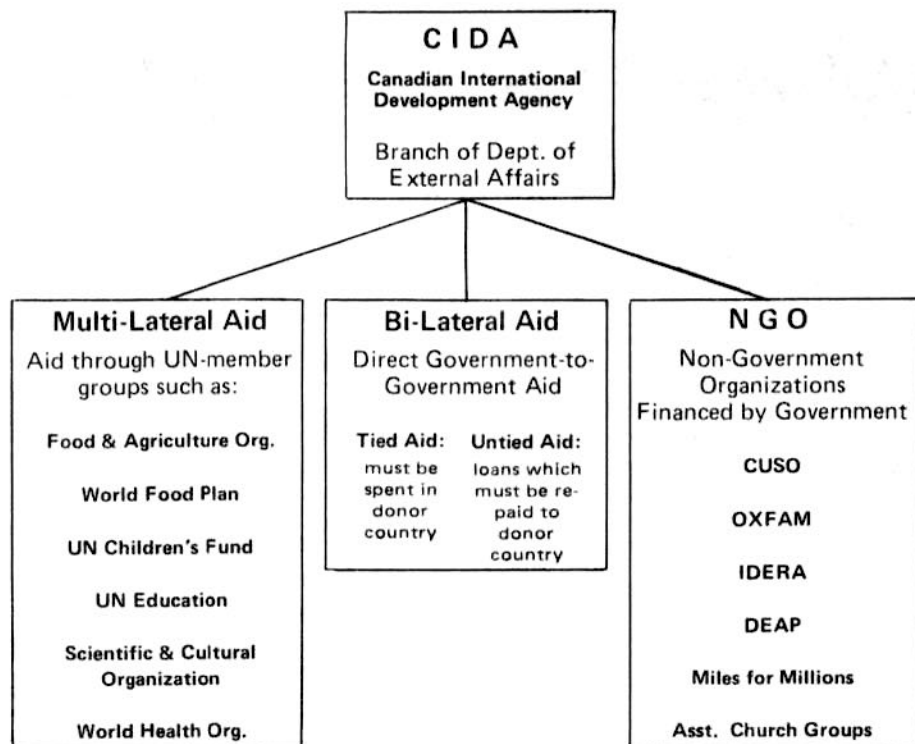 CIDA
Canadian International
Development Agency
Branch of Dept. of
External Affairs
Multi-Lateral Aid
Aid through UN-member
groups such as:
Food & Agriculture Org.
World Food Plan
UN Children's Fund
UN Education
Scientific & Cultural
Organization
World Health Org.
Bi-Lateral Aid
Direct Government-to-
Government Aid
Tied Aid:
must be
spent in
donor
country
Untied Aid:
loans which
must be re-
paid to
donor
country
NGO
Non-Government
Organizations
Financed by Government
CUSO
OXFAM
IDERA
DEAP
Miles for Millions
Asst. Church Groups